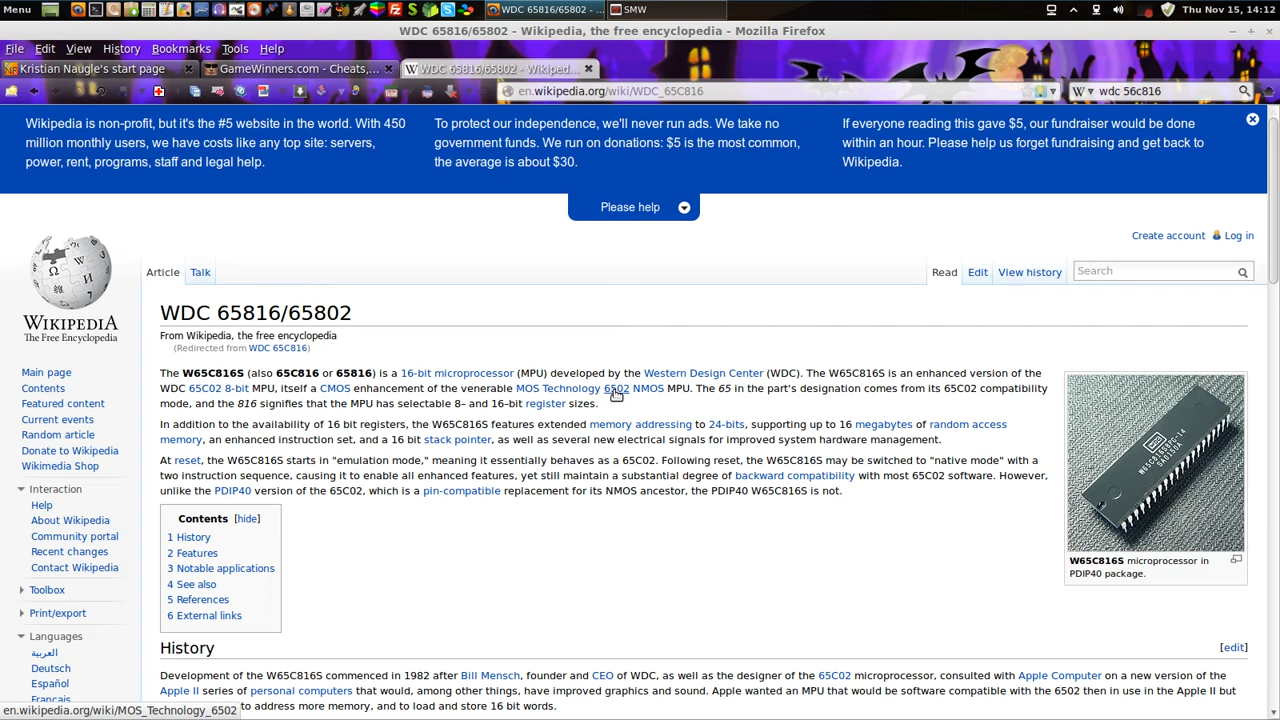 Menu WDC 65816/65802 - ... SMW Thu Nov 15, 14:12
WDC 65816/65802 - Wikipedia, the free encyclopedia - Mozilla Firefox
File Edit View History Bookmarks Tools Help
Kristian Naugle's start page GameWinners.com - Cheats,... WDC 65816/65802 - Wikiped...
en.wikipedia.org/wiki/WDC_65C816 wdc 56c816
Wikipedia is non-profit, but it's the #5 website in the world. With 450
million monthly users, we have costs like any top site: servers,
power, rent, programs, staff and legal help.
To protect our independence, we'll never run ads. We take no
government funds. We run on donations: $5 is the most common,
the average is about $30.
If everyone reading this gave $5, our fundraiser would be done
within an hour. Please help us forget fundraising and get back to
Wikipedia.
Please help
Create account Log in
Article Talk Read Edit View history Search
WIKIPEDIA
The Free Encyclopedia
Main page
Contents
Featured content
Current events
Random article
Donate to Wikipedia
Wikimedia Shop
Interaction
Help
About Wikipedia
Community portal
Recent changes
Contact Wikipedia
Toolbox
Print/export
Languages
العربية
Deutsch
Español
Français
WDC 65816/65802
From Wikipedia, the free encyclopedia
(Redirected from WDC 65C816)
The W65C816S (also 65C816 or 65816) is a 16-bit microprocessor (MPU) developed by the Western Design Center (WDC). The W65C816S is an enhanced version of the
WDC 65C02 8-bit MPU, itself a CMOS enhancement of the venerable MOS Technology 6502 NMOS MPU. The 65 in the part's designation comes from its 65C02 compatibility
mode, and the 816 signifies that the MPU has selectable 8– and 16–bit register sizes.
In addition to the availability of 16 bit registers, the W65C816S features extended memory addressing to 24-bits, supporting up to 16 megabytes of random access
memory, an enhanced instruction set, and a 16 bit stack pointer, as well as several new electrical signals for improved system hardware management.
At reset, the W65C816S starts in "emulation mode," meaning it essentially behaves as a 65C02. Following reset, the W65C816S may be switched to "native mode" with a
two instruction sequence, causing it to enable all enhanced features, yet still maintain a substantial degree of backward compatibility with most 65C02 software. However,
unlike the PDIP40 version of the 65C02, which is a pin-compatible replacement for its NMOS ancestor, the PDIP40 W65C816S is not.
W65C816S microprocessor in
PDIP40 package.
Contents [hide]
1 History
2 Features
3 Notable applications
4 See also
5 References
6 External links
History [edit]
Development of the W65C816S commenced in 1982 after Bill Mensch, founder and CEO of WDC, as well as the designer of the 65C02 microprocessor, consulted with Apple Computer on a new version of the
Apple II series of personal computers that would, among other things, have improved graphics and sound. Apple wanted an MPU that would be software compatible with the 6502 then in use in the Apple II but
to address more memory, and to load and store 16 bit words.
en.wikipedia.org/wiki/MOS_Technology_6502